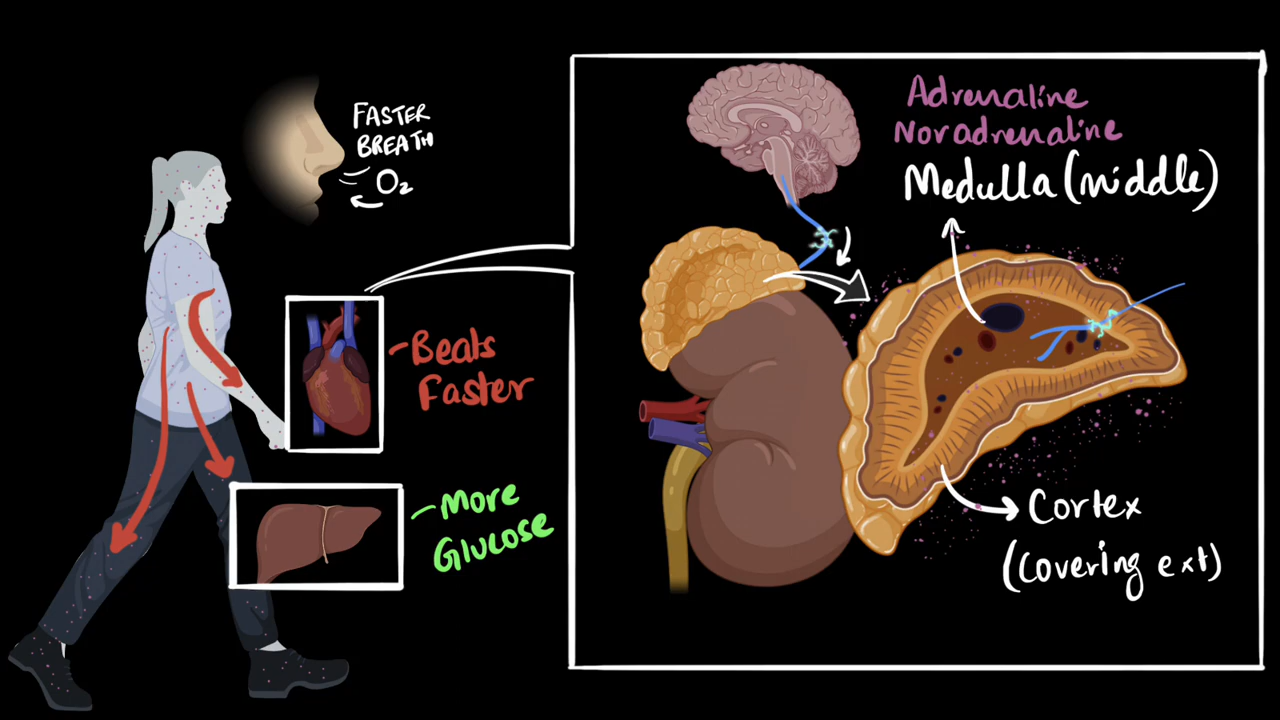 FASTER
BREATH
O₂
Beats
Faster
More
Glucose
Adrenaline
Noradrenaline
Medulla (middle)
Cortex
(covering ext)